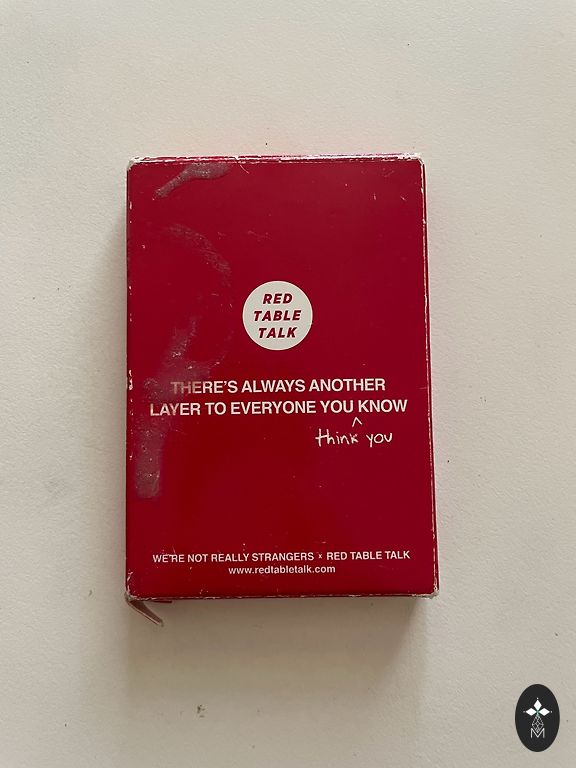 RED
TABLE
TALK
THERE'S ALWAYS ANOTHER
LAYER TO EVERYONE YOU KNOW
^
think you
WE'RE NOT REALLY STRANGERS × RED TABLE TALK
www.redtabletalk.com
M